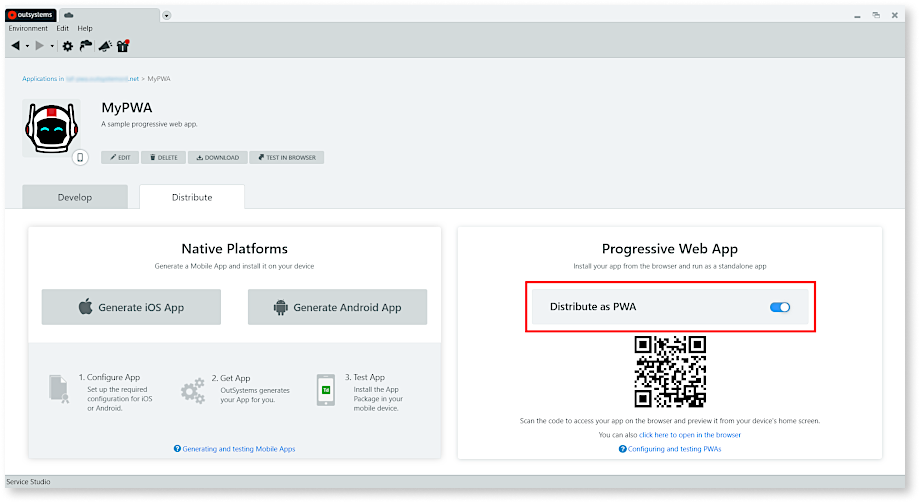 outsystems
Environment Edit Help
Applications in .net > MyPWA
MyPWA
A sample progressive web app.
EDIT DELETE DOWNLOAD TEST IN BROWSER
Develop Distribute
Native Platforms
Generate a Mobile App and install it on your device
Generate iOS App Generate Android App
1. Configure App
Set up the required
configuration for iOS
or Android.
2. Get App
OutSystems generates
your App for you.
3. Test App
Install the App
Package in your
mobile device.
Generating and testing Mobile Apps
Progressive Web App
Install your app from the browser and run as a standalone app
Distribute as PWA
Scan the code to access your app on the browser and preview it from your device's home screen.
You can also click here to open in the browser
Configuring and testing PWAs
Service Studio